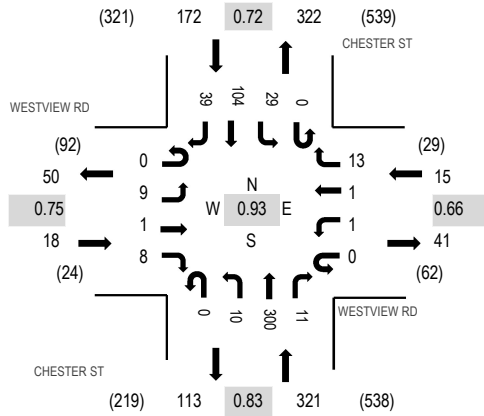 (321) 172 0.72 322 (539)
CHESTER ST
39 104 29 0
WESTVIEW RD
(92) (29)
50 0 13 15
9 N 1
0.75 W 0.93 E 0.66
18 1 S 1 41
8 0
(24) (62)
0 10 300 11
WESTVIEW RD
CHESTER ST
(219) 113 0.83 321 (538)